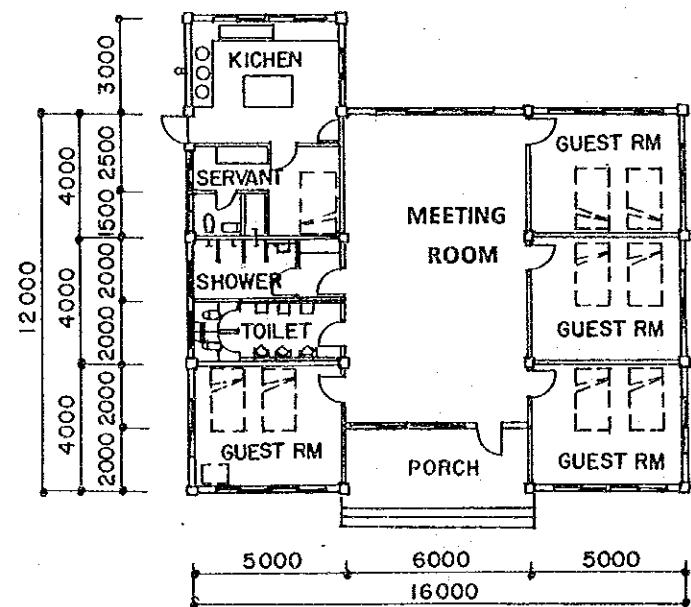 KICHEN
SERVANT
SHOWER
TOILET
GUEST RM
MEETING
ROOM
PORCH
GUEST RM
GUEST RM
GUEST RM
3000
2500
1500
2000
2000
2000
2000
4000
4000
4000
12000
5000
6000
5000
16000